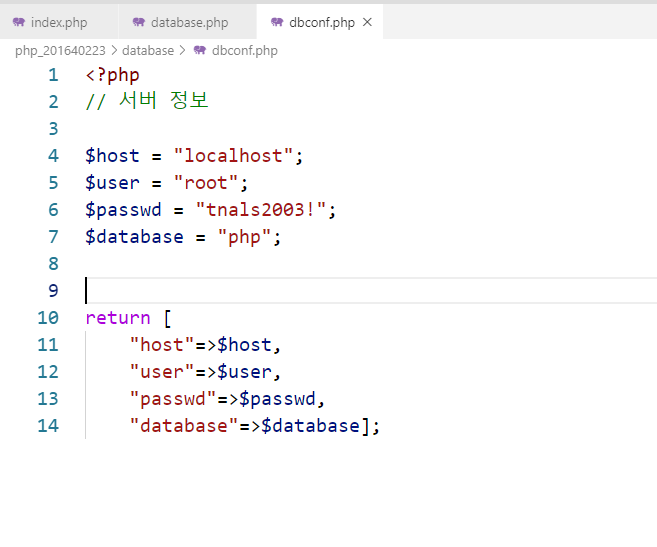 index.php database.php dbconf.php ×
php_201640223 > database > dbconf.php
1 <?php
2 // 서버 정보
3
4 $host = "localhost";
5 $user = "root";
6 $passwd = "tnals2003!";
7 $database = "php";
8
9
10 return [
11 "host"=>$host,
12 "user"=>$user,
13 "passwd"=>$passwd,
14 "database"=>$database];